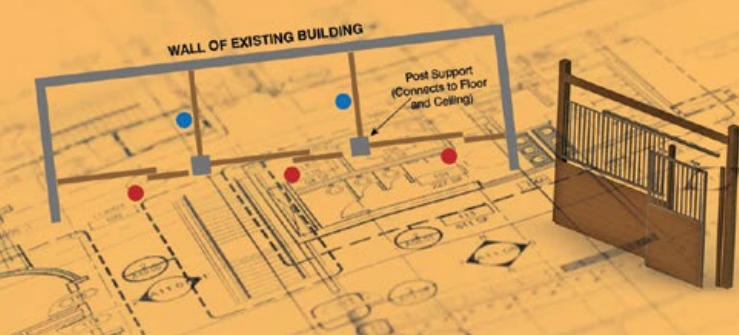 WALL OF EXISTING BUILDING
Post Support
(Connects to Floor
and Ceiling)